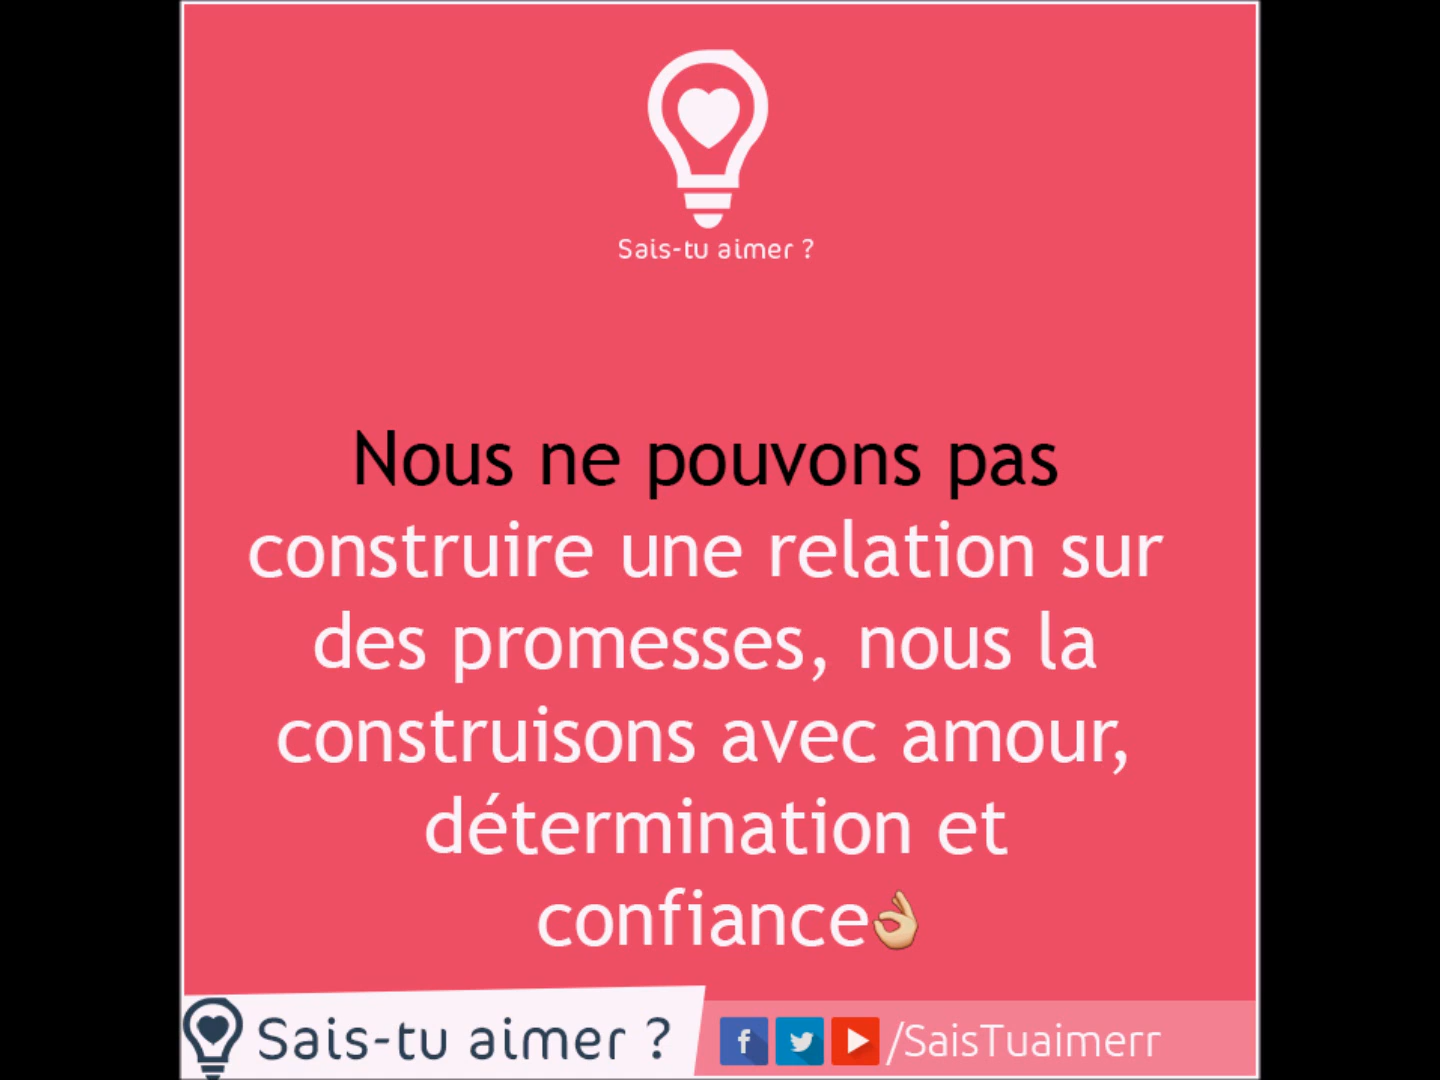 Sais-tu aimer ?
Nous ne pouvons pas
construire une relation sur
des promesses, nous la
construisons avec amour,
détermination et
confiance👌
Sais-tu aimer ?
/SaisTuaimerr